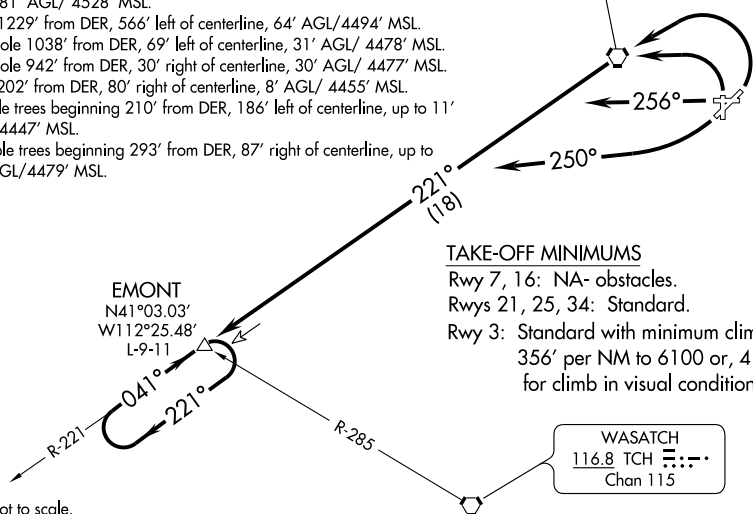 81' AGL/ 4528' MSL.
1229' from DER, 566' left of centerline, 64' AGL/4494' MSL.
ole 1038' from DER, 69' left of centerline, 31' AGL/ 4478' MSL.
ole 942' from DER, 30' right of centerline, 30' AGL/ 4477' MSL.
202' from DER, 80' right of centerline, 8' AGL/ 4455' MSL.
le trees beginning 210' from DER, 186' left of centerline, up to 11'
4447' MSL.
ole trees beginning 293' from DER, 87' right of centerline, up to
GL/4479' MSL.
256°
250°
221°
(18)
TAKE-OFF MINIMUMS
Rwy 7, 16: NA- obstacles.
Rwys 21, 25, 34: Standard.
Rwy 3: Standard with minimum clim
356' per NM to 6100 or, 4
for climb in visual condition
EMONT
N41°03.03'
W112°25.48'
L-9-11
041°
221°
R-221
R-285
WASATCH
116.8 TCH
Chan 115
ot to scale.